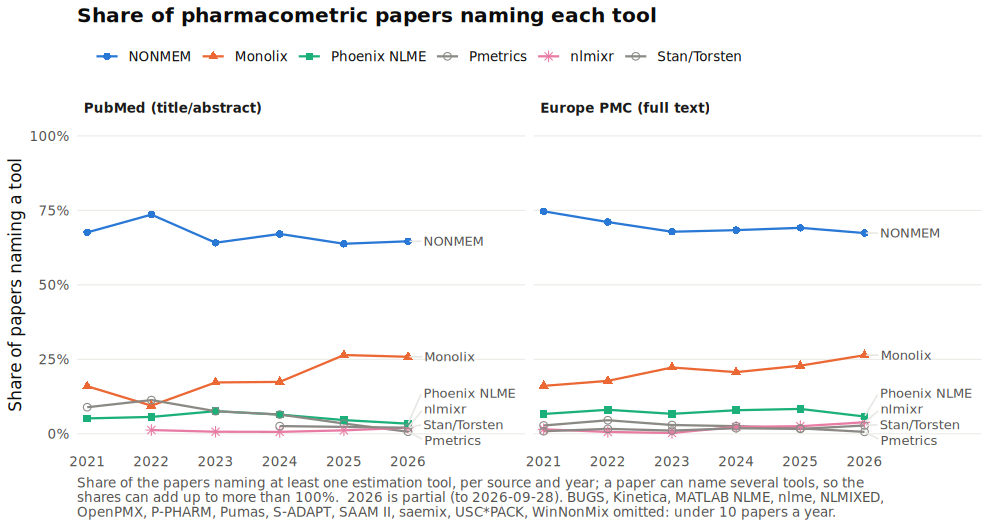 Share of pharmacometric papers naming each tool
NONMEM Monolix Phoenix NLME Pmetrics nlmixr Stan/Torsten
PubMed (title/abstract)
Europe PMC (full text)
Share of papers naming a tool
100%
75%
50%
25%
0%
NONMEM
Monolix
Phoenix NLME
nlmixr
Stan/Torsten
Pmetrics
2021 2022 2023 2024 2025 2026
NONMEM
Monolix
Phoenix NLME
nlmixr
Stan/Torsten
Pmetrics
2021 2022 2023 2024 2025 2026
Share of the papers naming at least one estimation tool, per source and year; a paper can name several tools, so the
shares can add up to more than 100%. 2026 is partial (to 2026-09-28). BUGS, Kinetica, MATLAB NLME, nlme, NLMIXED,
OpenPMX, P-PHARM, Pumas, S-ADAPT, SAAM II, saemix, USC*PACK, WinNonMix omitted: under 10 papers a year.